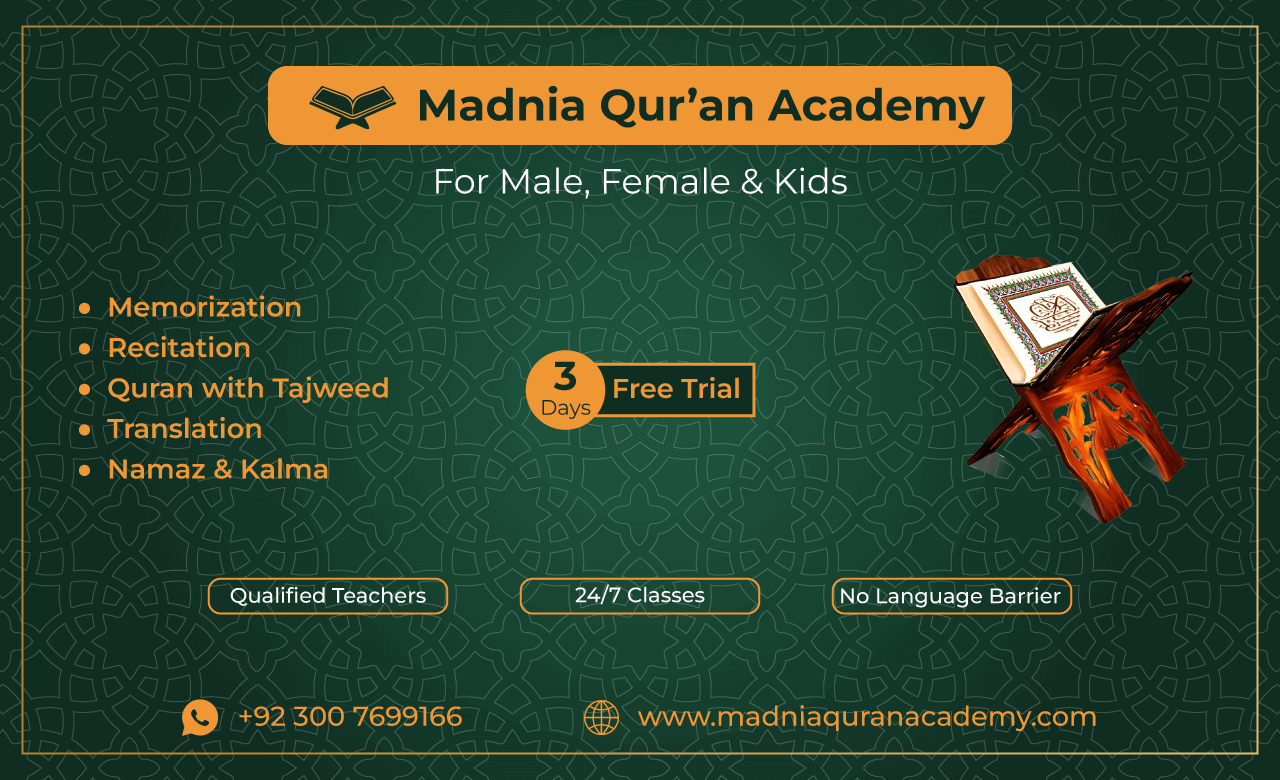 Madnia Qur’an Academy
For Male, Female & Kids
Memorization
Recitation
Quran with Tajweed
Translation
Namaz & Kalma
3
Days
Free Trial
Qualified Teachers
24/7 Classes
No Language Barrier
+92 300 7699166
www.madniaquranacademy.com